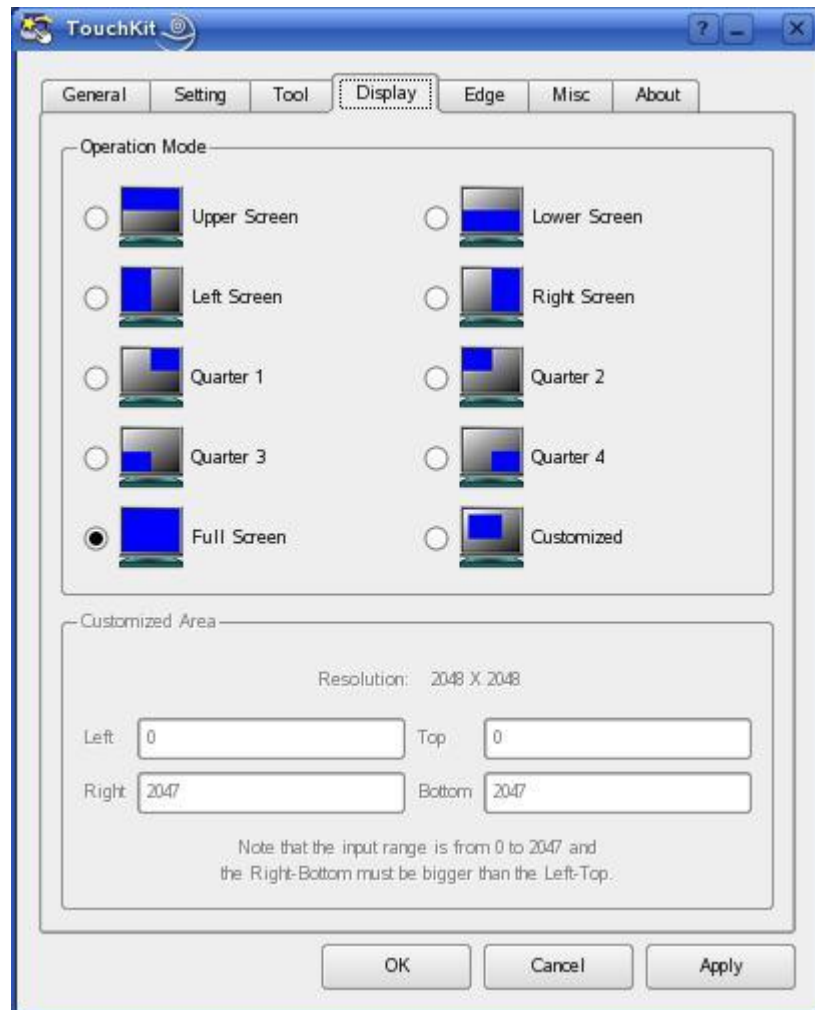 TouchKit
General Setting Tool Display Edge Misc About
Operation Mode
Upper Screen Lower Screen
Left Screen Right Screen
Quarter 1 Quarter 2
Quarter 3 Quarter 4
Full Screen Customized
Customized Area
Resolution: 2048 X 2048
Left 0 Top 0
Right 2047 Bottom 2047
Note that the input range is from 0 to 2047 and
the Right-Bottom must be bigger than the Left-Top.
OK Cancel Apply